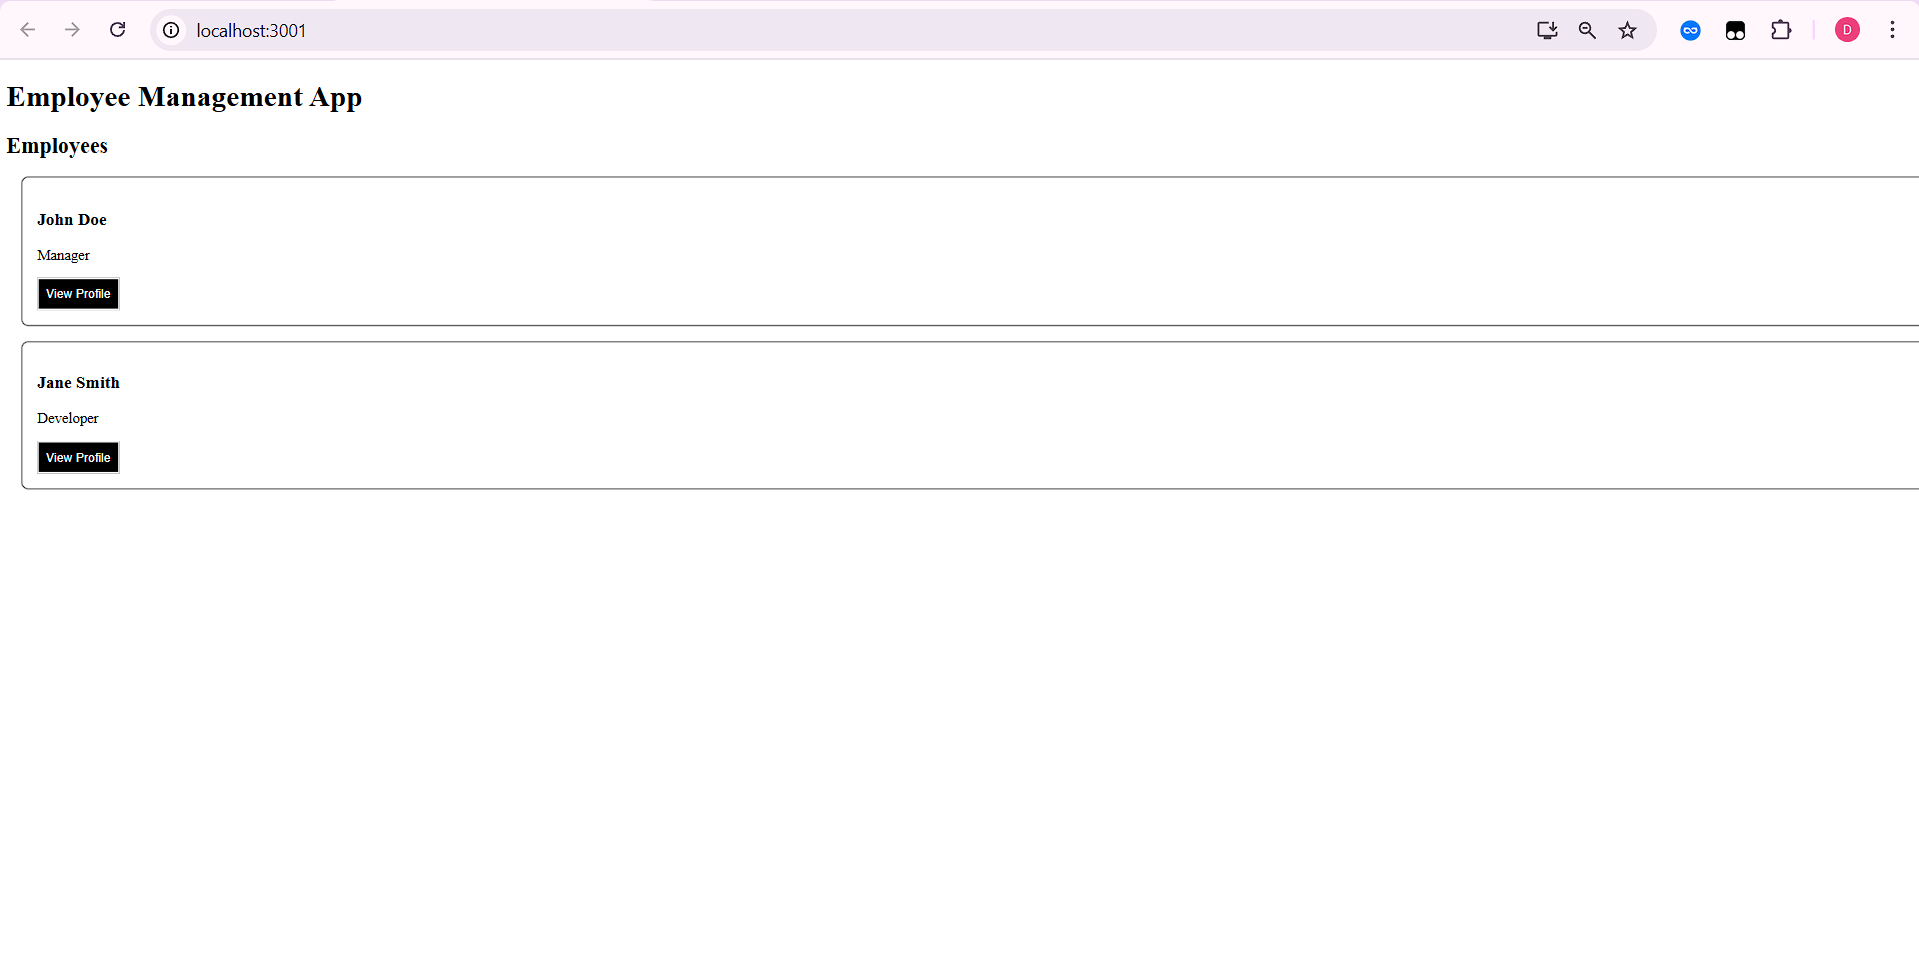 localhost:3001
D
Employee Management App
Employees
John Doe
Manager
View Profile
Jane Smith
Developer
View Profile